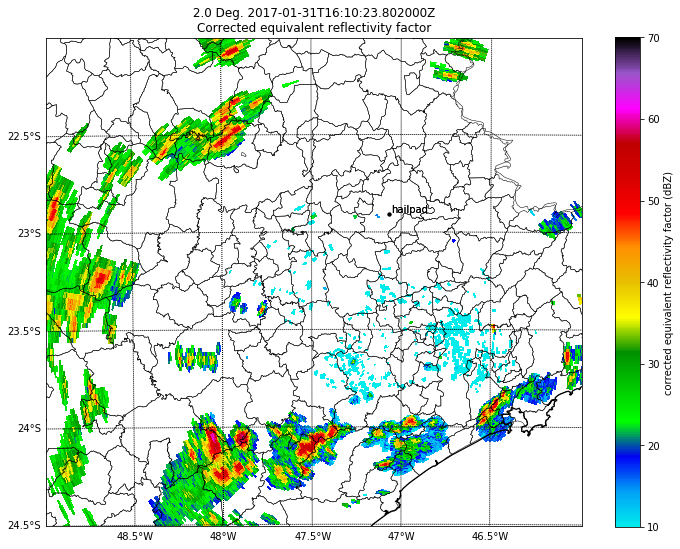 2.0 Deg. 2017-01-31T16:10:23.802000Z
Corrected equivalent reflectivity factor
22.5°S
23°S
23.5°S
24°S
24.5°S
48.5°W
48°W
47.5°W
47°W
46.5°W
hailpad
70
60
50
40
30
20
10
corrected equivalent reflectivity factor (dBZ)